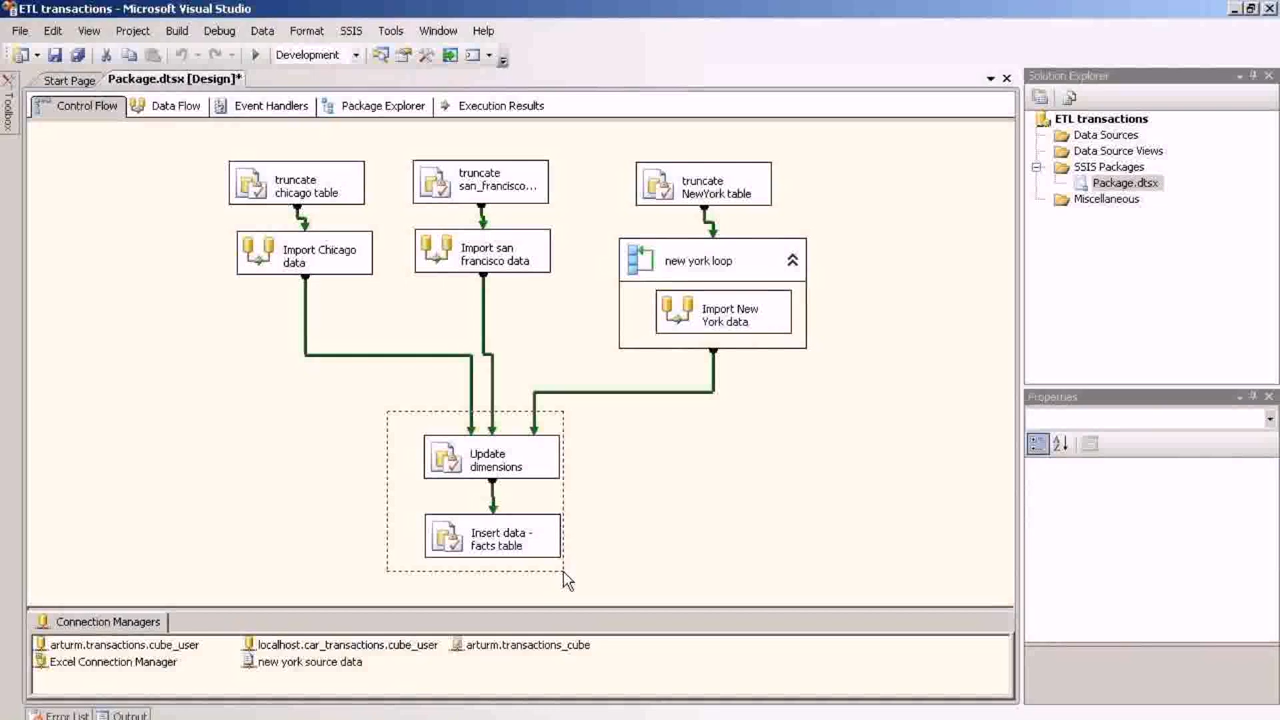 ETL transactions - Microsoft Visual Studio
File Edit View Project Build Debug Data Format SSIS Tools Window Help
Development
Start Page Package.dtsx [Design]*
Solution Explorer
Toolbox
Control Flow Data Flow Event Handlers Package Explorer Execution Results
ETL transactions
Data Sources
Data Source Views
SSIS Packages
Package.dtsx
Miscellaneous
truncate
chicago table
truncate
san_francisco...
truncate
NewYork table
Import Chicago
data
Import san
francisco data
new york loop
Import New
York data
Properties
Update
dimensions
Insert data -
facts table
Connection Managers
arturm.transactions.cube_user localhost.car_transactions.cube_user arturm.transactions_cube
Excel Connection Manager new york source data
Error List Output